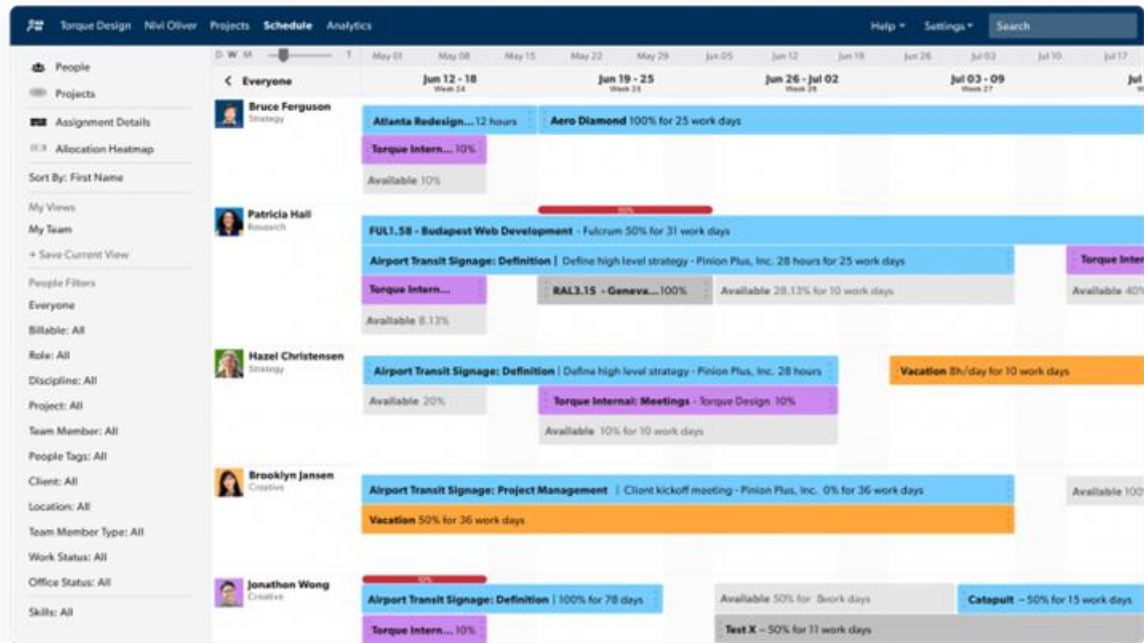 Torque Design Nivi Oliver Projects Schedule Analytics Help Settings Search
D W M T May 01 May 08 May 15 May 22 May 29 Jun 05 Jun 12 Jun 19 Jun 26 Jul 03 Jul 10 Jul 17
Everyone Jun 12 - 18 Jun 19 - 25 Jun 26 - Jul 02 Jul 03 - 09 Jul
Week 24 Week 25 Week 26 Week 27
People
Projects
Assignment Details
Allocation Heatmap
Sort By: First Name
My Views
My Team
+ Save Current View
People Filters
Everyone
Billable: All
Role: All
Discipline: All
Project: All
Team Member: All
People Tags: All
Client: All
Location: All
Team Member Type: All
Work Status: All
Office Status: All
Skills: All
Bruce Ferguson
Strategy
Atlanta Redesign... 12 hours
Aero Diamond 100% for 25 work days
Torque Intern... 10%
Available 10%
Patricia Hall
Research
FUL1.58 - Budapest Web Development - Fulcrum 50% for 31 work days
Airport Transit Signage: Definition | Define high level strategy - Pinion Plus, Inc. 28 hours for 25 work days
Torque Inter
Torque Intern...
RAL3.15 - Geneva...100%
Available 28.13% for 10 work days
Available 40%
Available 8.13%
Hazel Christensen
Strategy
Airport Transit Signage: Definition | Define high level strategy - Pinion Plus, Inc. 28 hours
Vacation 8h/day for 10 work days
Available 20%
Torque Internal: Meetings - Torque Design 10%
Available 10% for 10 work days
Brooklyn Jansen
Creative
Airport Transit Signage: Project Management | Client kickoff meeting - Pinion Plus, Inc. 0% for 36 work days
Available 100
Vacation 50% for 36 work days
Jonathon Wong
Creative
Airport Transit Signage: Definition | 100% for 78 days
Available 50% for 8work days
Catapult - 50% for 15 work days
Torque Intern... 10%
Test X - 50% for 11 work days